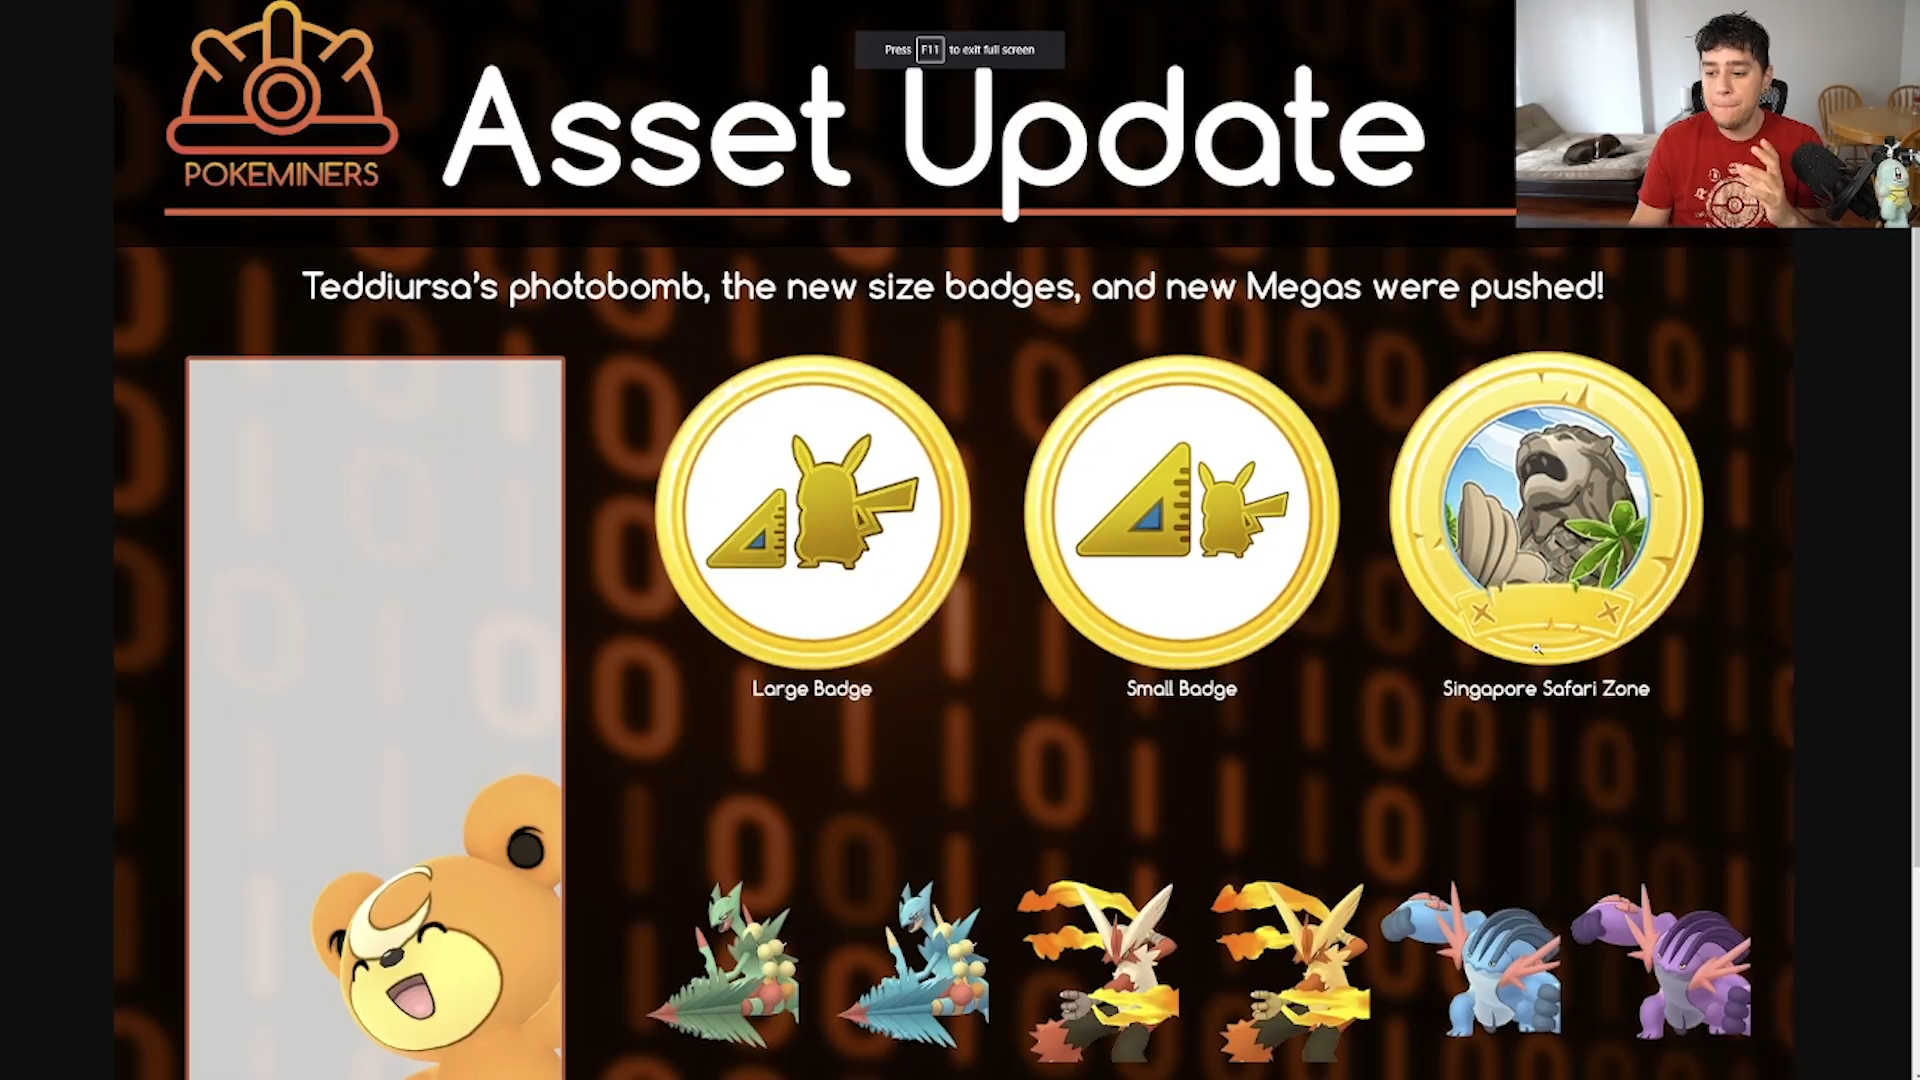 Press F11 to exit full screen
Asset Update
POKEMINERS
Teddiursa's photobomb, the new size badges, and new Megas were pushed!
Large Badge
Small Badge
Singapore Safari Zone